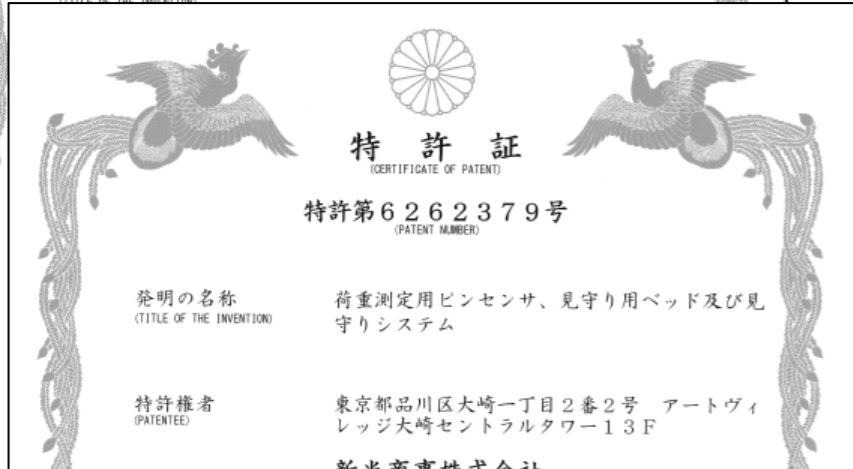 特許証
(CERTIFICATE OF PATENT)
特許第６２６２３７９号
(PATENT NUMBER)
発明の名称
(TITLE OF THE INVENTION)
荷重測定用ピンセンサ、見守り用ベッド及び見
守りシステム
特許権者
(PATENTEE)
東京都品川区大崎一丁目２番２号　アートヴィ
レッジ大崎セントラルタワー１３Ｆ
新光商事株式会社